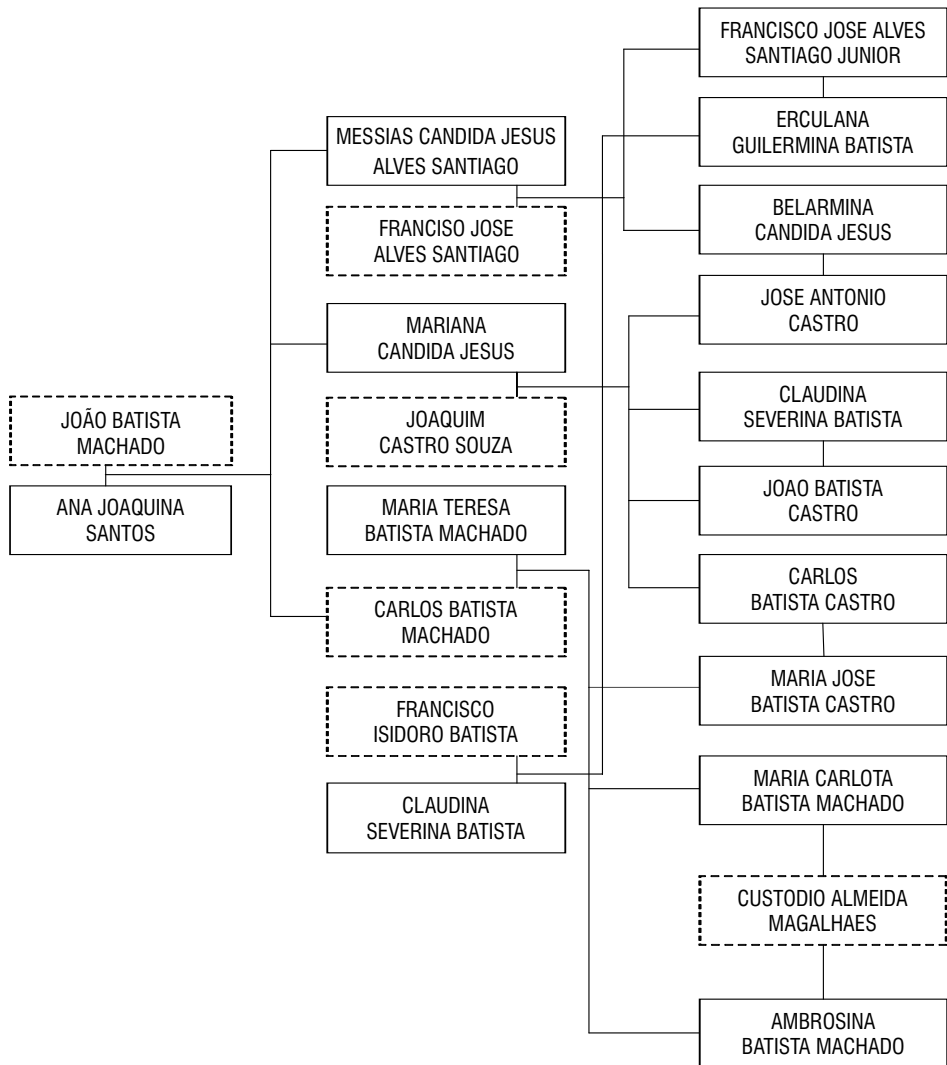 JOÃO BATISTA
MACHADO
ANA JOAQUINA
SANTOS
MESSIAS CANDIDA JESUS
ALVES SANTIAGO
FRANCISO JOSE
ALVES SANTIAGO
MARIANA
CANDIDA JESUS
JOAQUIM
CASTRO SOUZA
MARIA TERESA
BATISTA MACHADO
CARLOS BATISTA
MACHADO
FRANCISCO
ISIDORO BATISTA
CLAUDINA
SEVERINA BATISTA
FRANCISCO JOSE ALVES
SANTIAGO JUNIOR
ERCULANA
GUILERMINA BATISTA
BELARMINA
CANDIDA JESUS
JOSE ANTONIO
CASTRO
CLAUDINA
SEVERINA BATISTA
JOAO BATISTA
CASTRO
CARLOS
BATISTA CASTRO
MARIA JOSE
BATISTA CASTRO
MARIA CARLOTA
BATISTA MACHADO
CUSTODIO ALMEIDA
MAGALHAES
AMBROSINA
BATISTA MACHADO